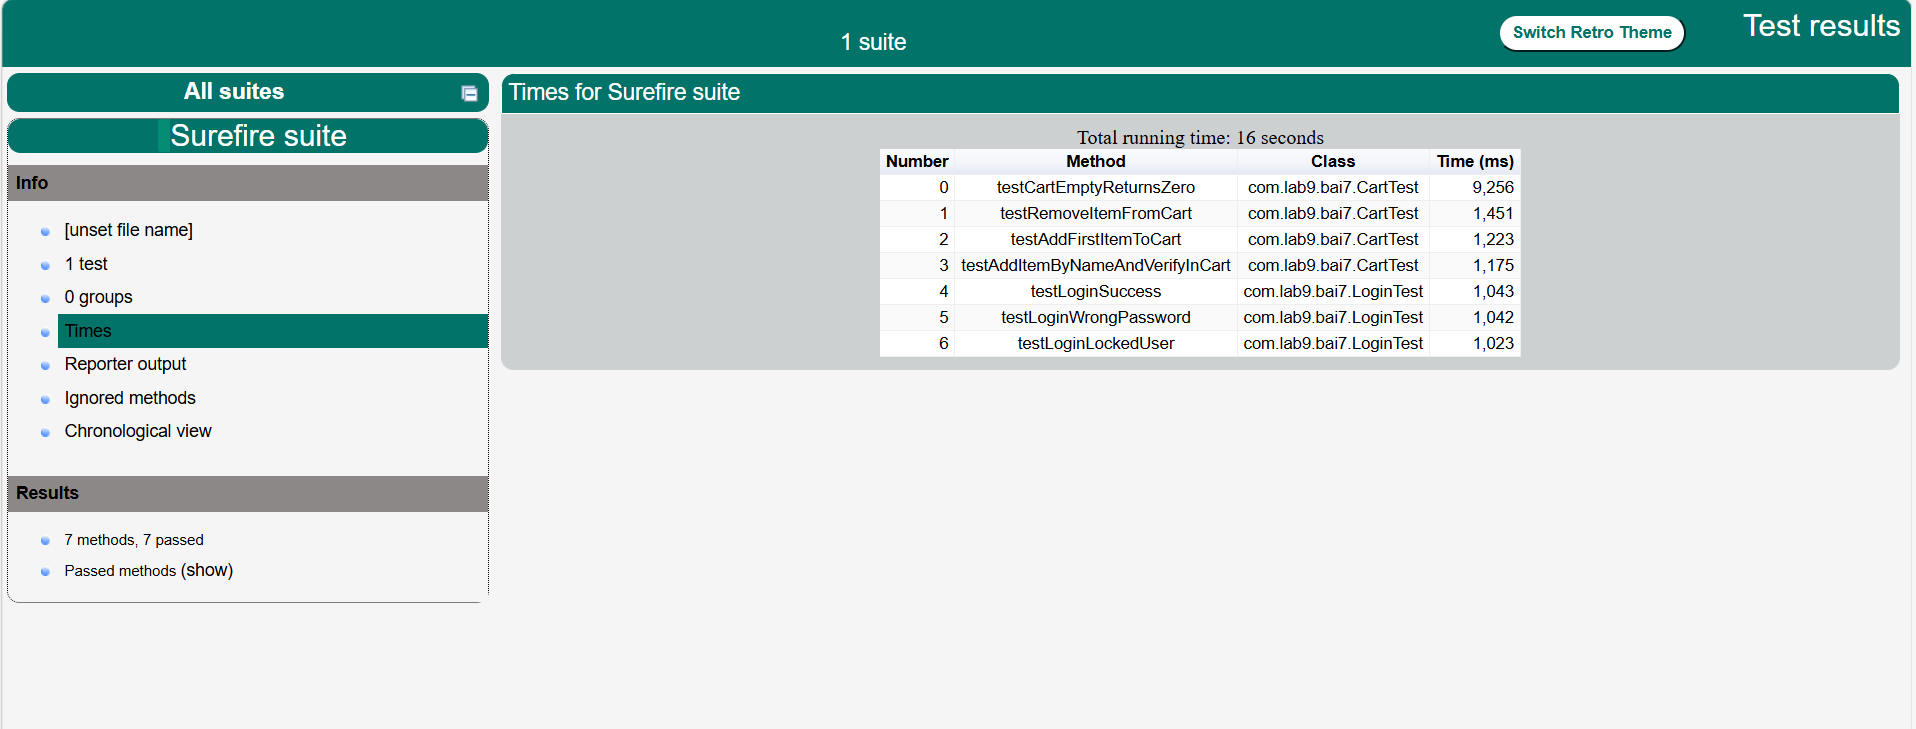 1 suite
Switch Retro Theme
Test results
All suites
Surefire suite
Info
[unset file name]
1 test
0 groups
Times
Reporter output
Ignored methods
Chronological view
Results
7 methods, 7 passed
Passed methods (show)
Times for Surefire suite
Total running time: 16 seconds
Number Method Class Time (ms)
0 testCartEmptyReturnsZero com.lab9.bai7.CartTest 9,256
1 testRemoveItemFromCart com.lab9.bai7.CartTest 1,451
2 testAddFirstItemToCart com.lab9.bai7.CartTest 1,223
3 testAddItemByNameAndVerifyInCart com.lab9.bai7.CartTest 1,175
4 testLoginSuccess com.lab9.bai7.LoginTest 1,043
5 testLoginWrongPassword com.lab9.bai7.LoginTest 1,042
6 testLoginLockedUser com.lab9.bai7.LoginTest 1,023